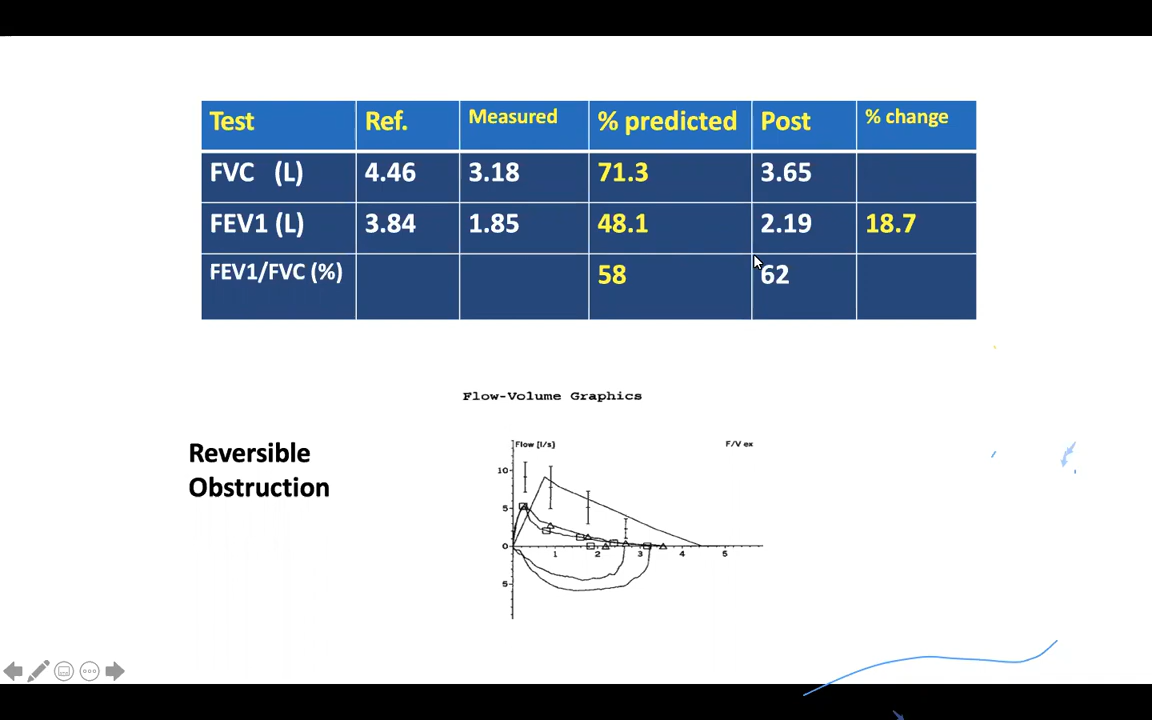 Test Ref. Measured % predicted Post % change
FVC (L) 4.46 3.18 71.3 3.65
FEV1 (L) 3.84 1.85 48.1 2.19 18.7
FEV1/FVC (%) 58 62
Flow-Volume Graphics
Reversible
Obstruction
Flow [l/s] F/V ex
10
5
0
1 2 3 4 5
5